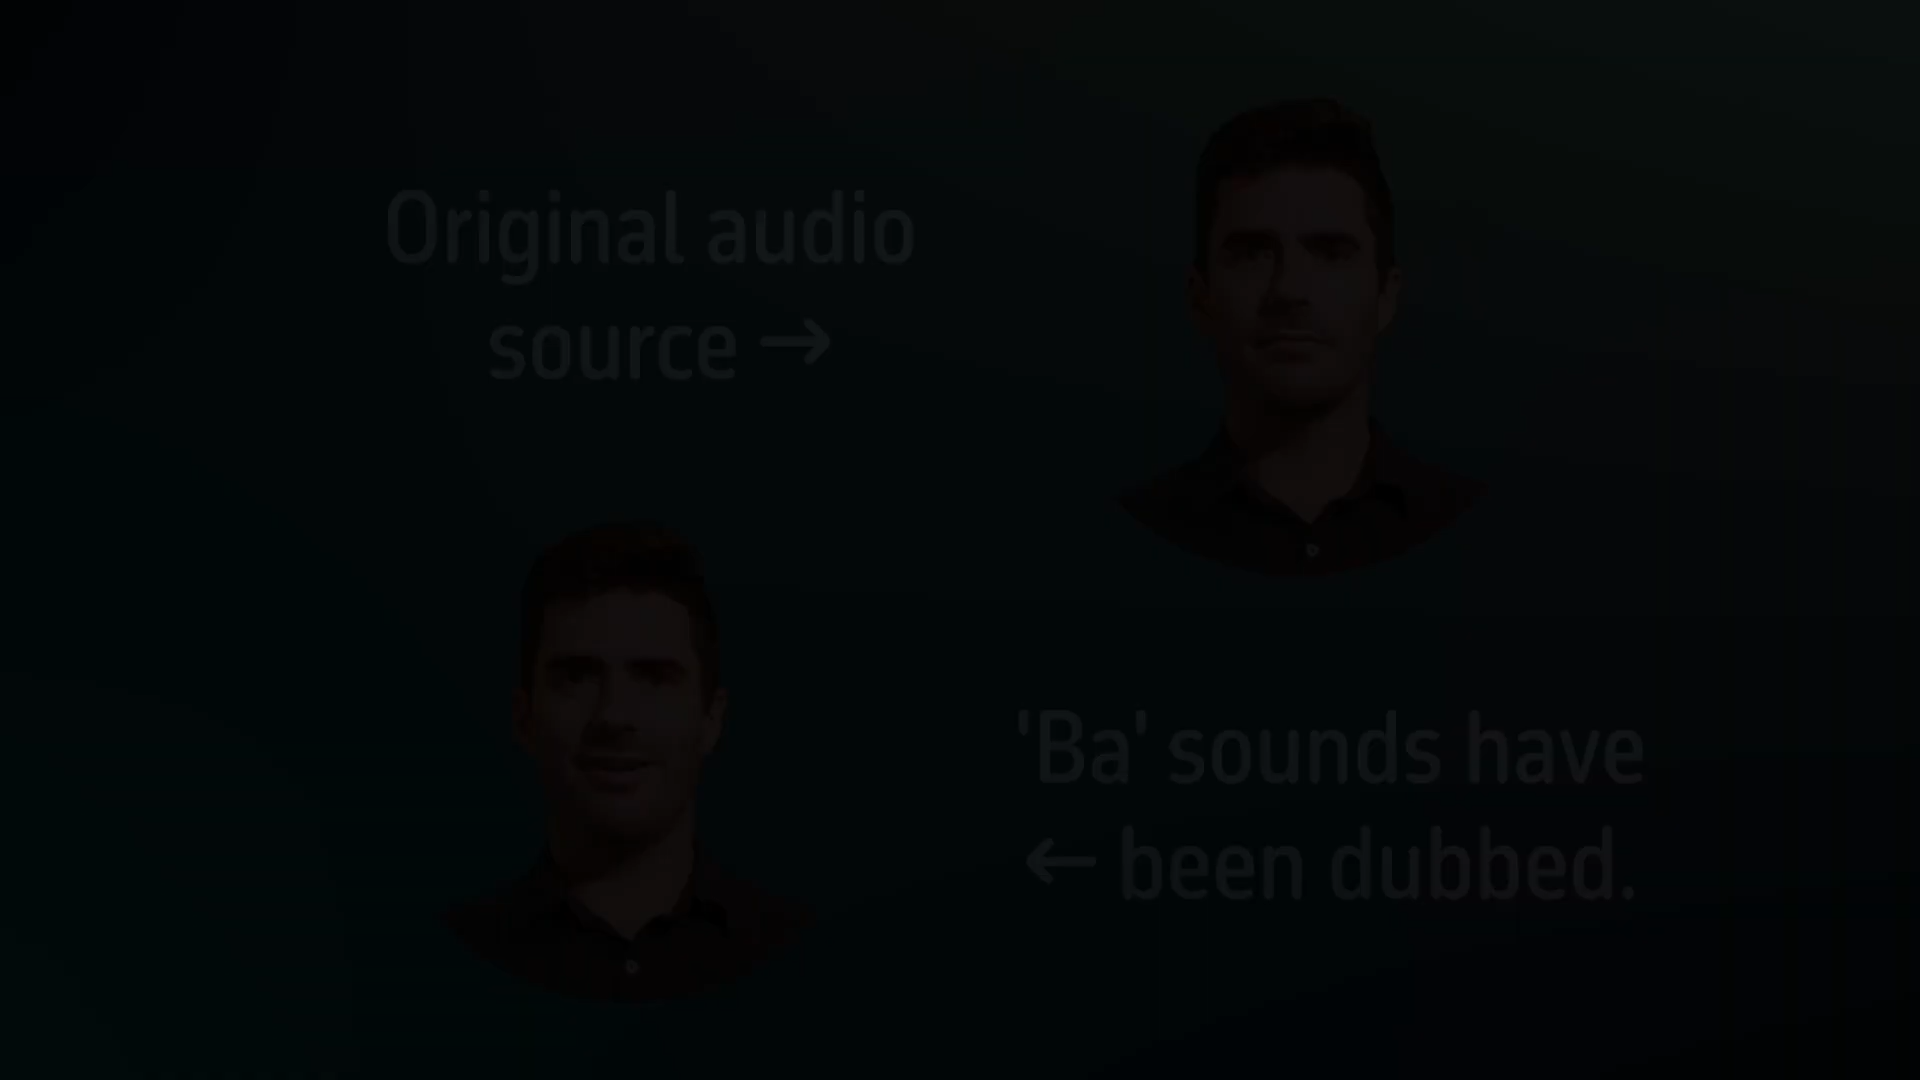 Original audio
source →
'Ba' sounds have
← been dubbed.